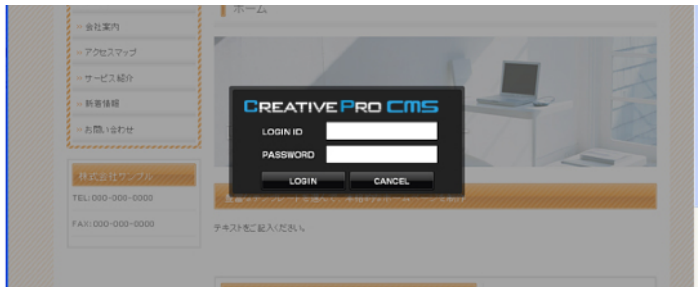 ホーム
会社案内
アクセスマップ
サービス紹介
新着情報
お問い合わせ
CREATIVE PRO CMS
LOGIN ID
PASSWORD
LOGIN CANCEL
株式会社サンプル
TEL:000-000-0000
FAX:000-000-0000
テキストをご記入ください。